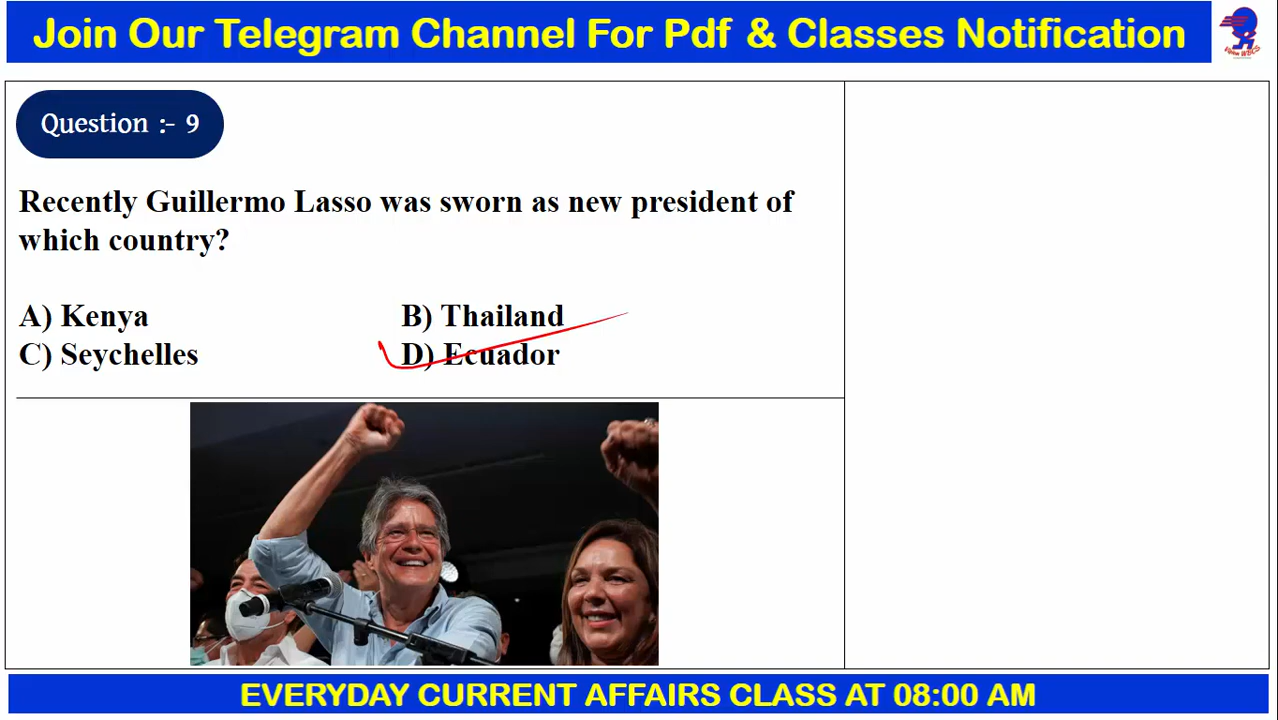 Join Our Telegram Channel For Pdf & Classes Notification
Question :- 9
Recently Guillermo Lasso was sworn as new president of
which country?
A) Kenya
B) Thailand
C) Seychelles
D) Ecuador
EVERYDAY CURRENT AFFAIRS CLASS AT 08:00 AM